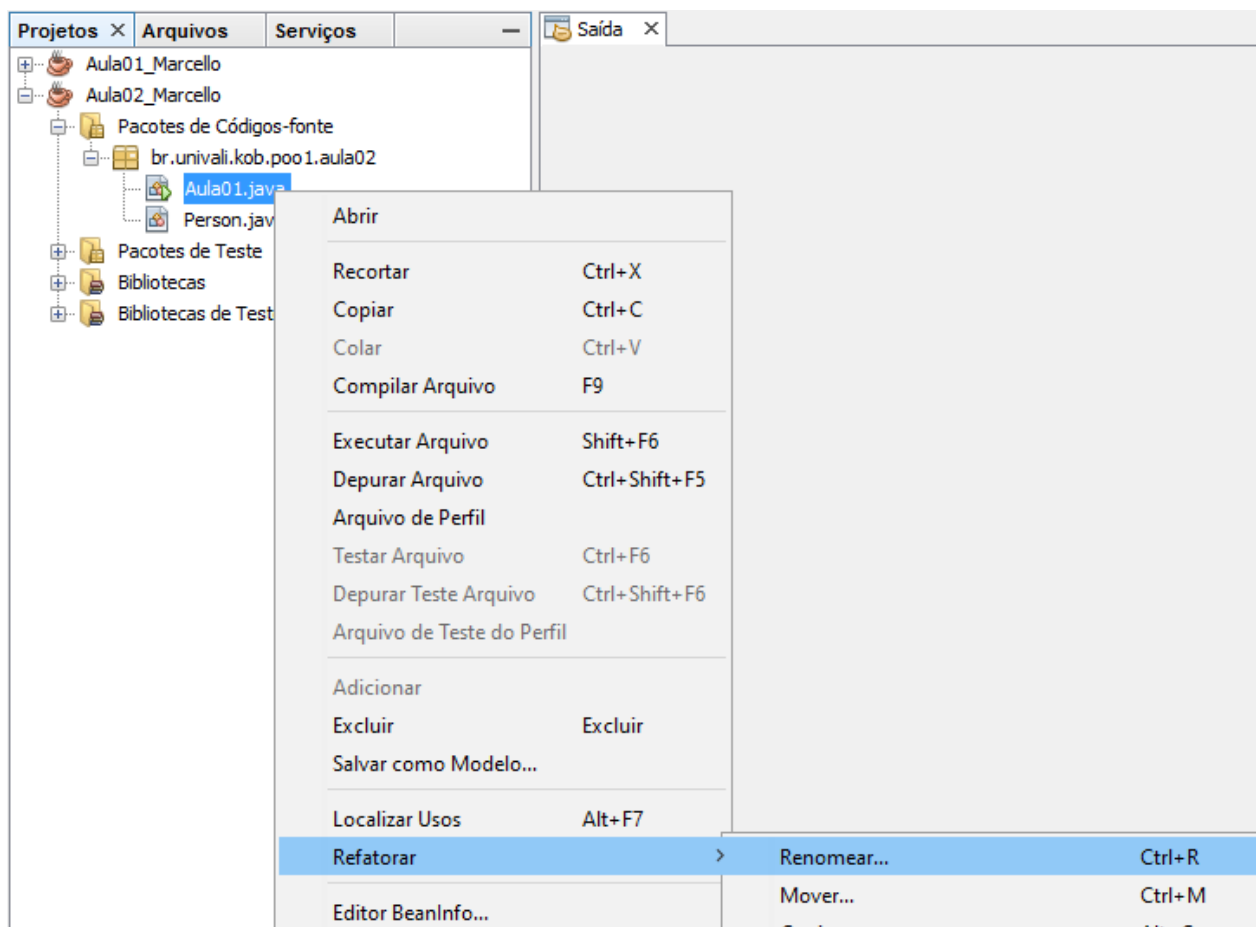 Projetos × Arquivos Serviços
Saída ×
Aula01_Marcello
Aula02_Marcello
Pacotes de Códigos-fonte
br.univali.kob.poo1.aula02
Aula01.java
Person.jav
Pacotes de Teste
Bibliotecas
Bibliotecas de Test
Abrir
Recortar Ctrl+X
Copiar Ctrl+C
Colar Ctrl+V
Compilar Arquivo F9
Executar Arquivo Shift+F6
Depurar Arquivo Ctrl+Shift+F5
Arquivo de Perfil
Testar Arquivo Ctrl+F6
Depurar Teste Arquivo Ctrl+Shift+F6
Arquivo de Teste do Perfil
Adicionar
Excluir Excluir
Salvar como Modelo...
Localizar Usos Alt+F7
Refatorar >
Renomear... Ctrl+R
Mover... Ctrl+M
Editor BeanInfo...